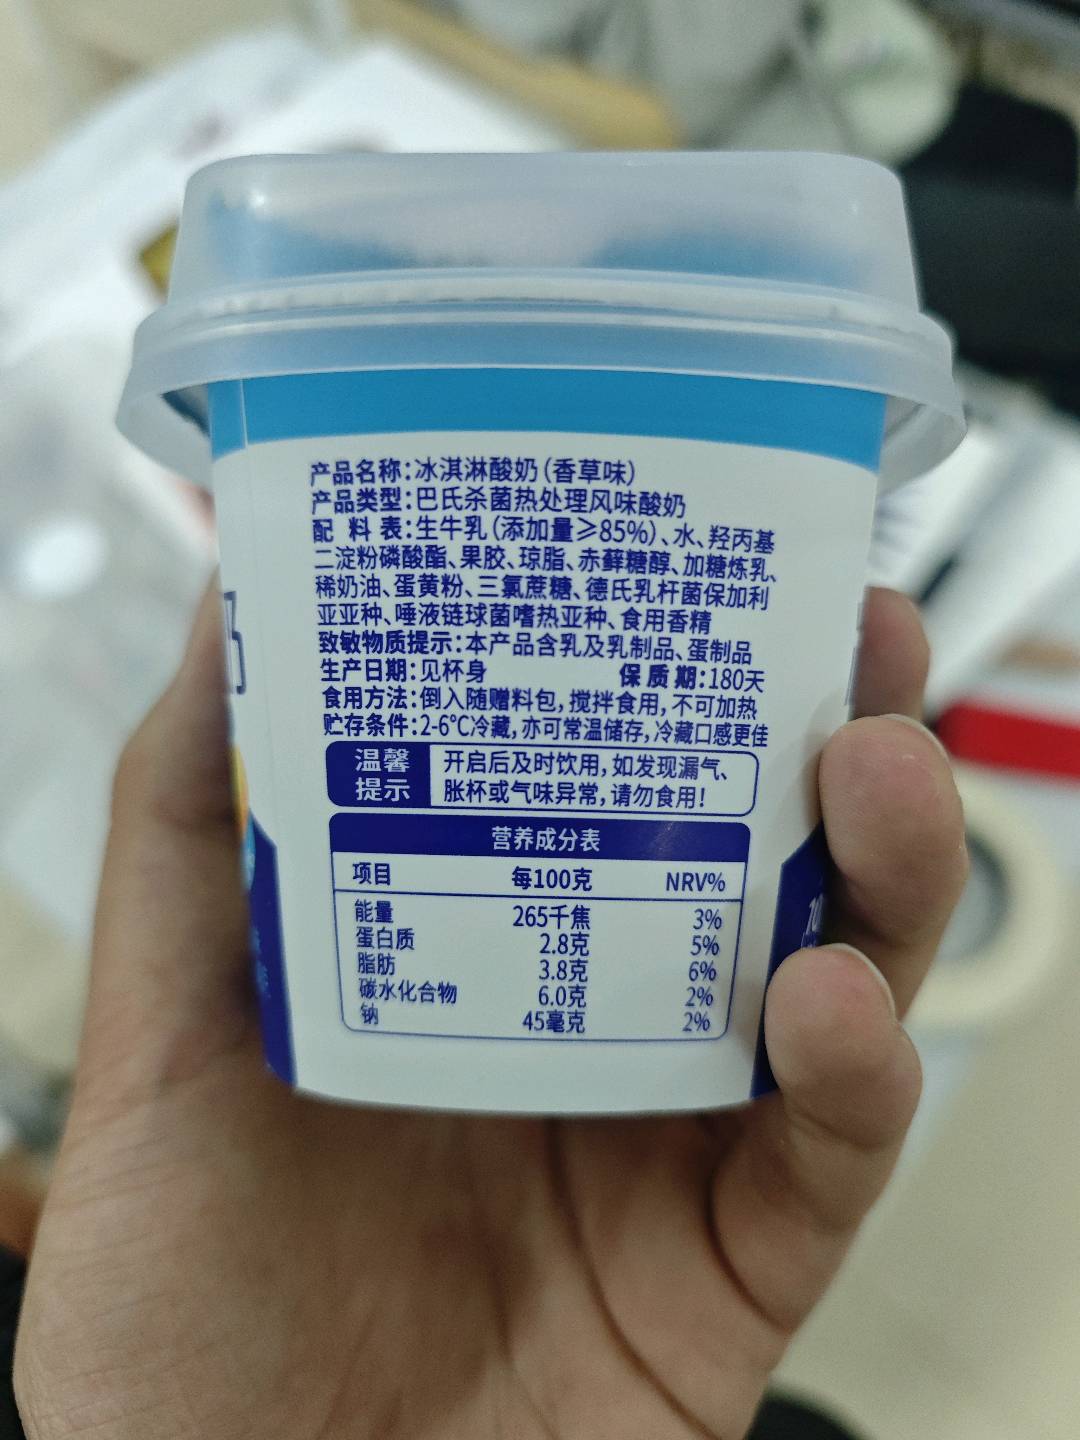 产品名称:冰淇淋酸奶(香草味)
产品类型:巴氏杀菌热处理风味酸奶
配 料 表:生牛乳(添加量≥85%)、水、羟丙基
二淀粉磷酸酯、果胶、琼脂、赤藓糖醇、加糖炼乳、
稀奶油、蛋黄粉、三氯蔗糖、德氏乳杆菌保加利
亚亚种、唾液链球菌嗜热亚种、食用香精
致敏物质提示:本产品含乳及乳制品、蛋制品
生产日期:见杯身 保 质 期:180天
食用方法:倒入随赠料包,搅拌食用,不可加热
贮存条件:2-6℃冷藏,亦可常温储存,冷藏口感更佳
温馨
提示
开启后及时饮用,如发现漏气、
胀杯或气味异常,请勿食用!
营养成分表
项目 每100克 NRV%
能量 265千焦 3%
蛋白质 2.8克 5%
脂肪 3.8克 6%
碳水化合物 6.0克 2%
钠 45毫克 2%